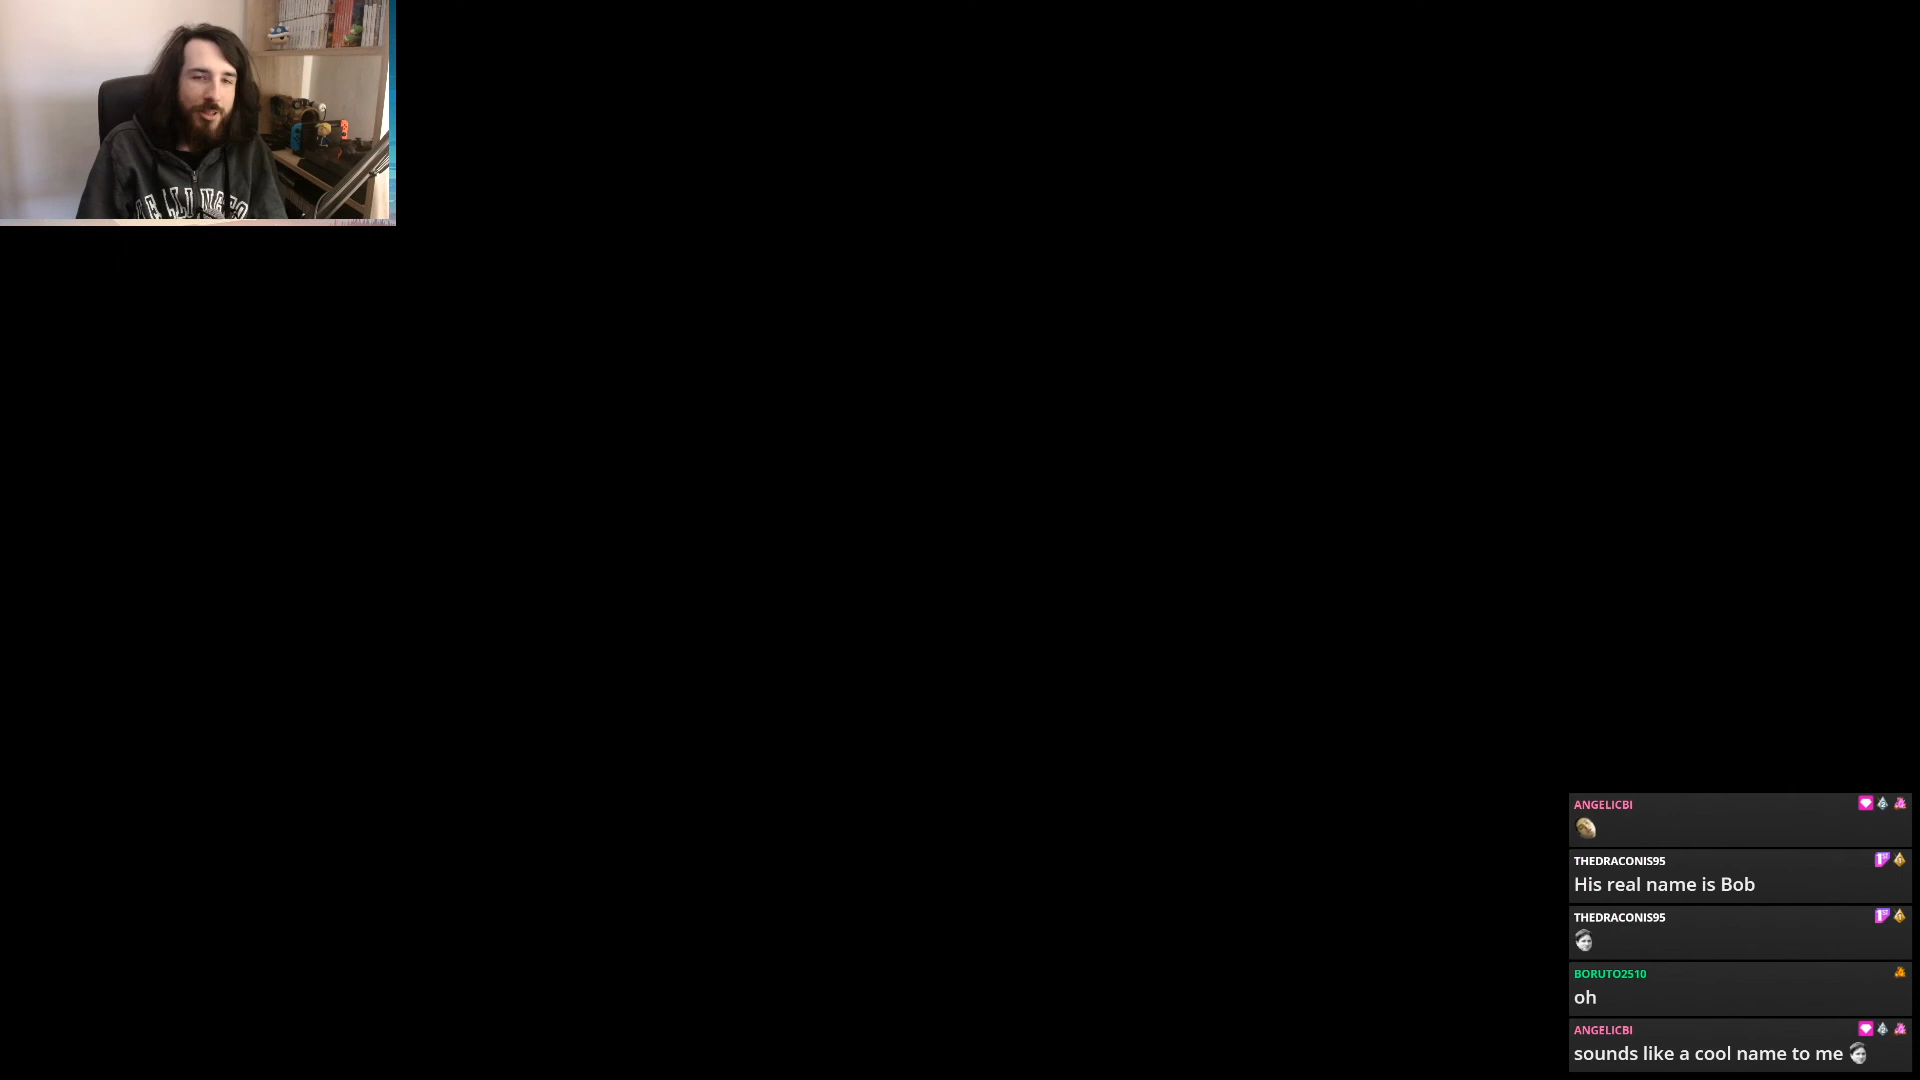 ANGELICBI
THEDRACONIS95
His real name is Bob
THEDRACONIS95
BORUTO2510
oh
ANGELICBI
sounds like a cool name to me